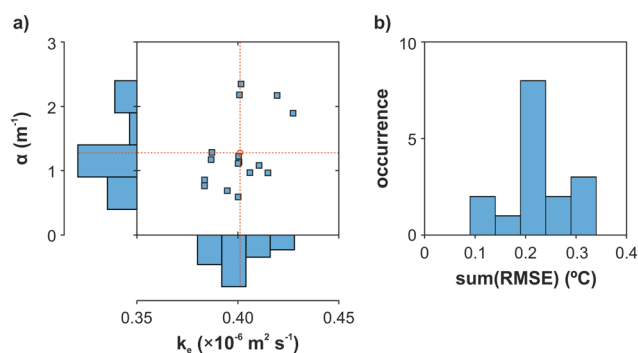 a)
3
2
1
0
α (m⁻¹)
0.35
0.40
0.45
kₑ (×10⁻⁶ m² s⁻¹)
b)
10
5
0
occurrence
0
0.1
0.2
0.3
0.4
sum(RMSE) (ºC)